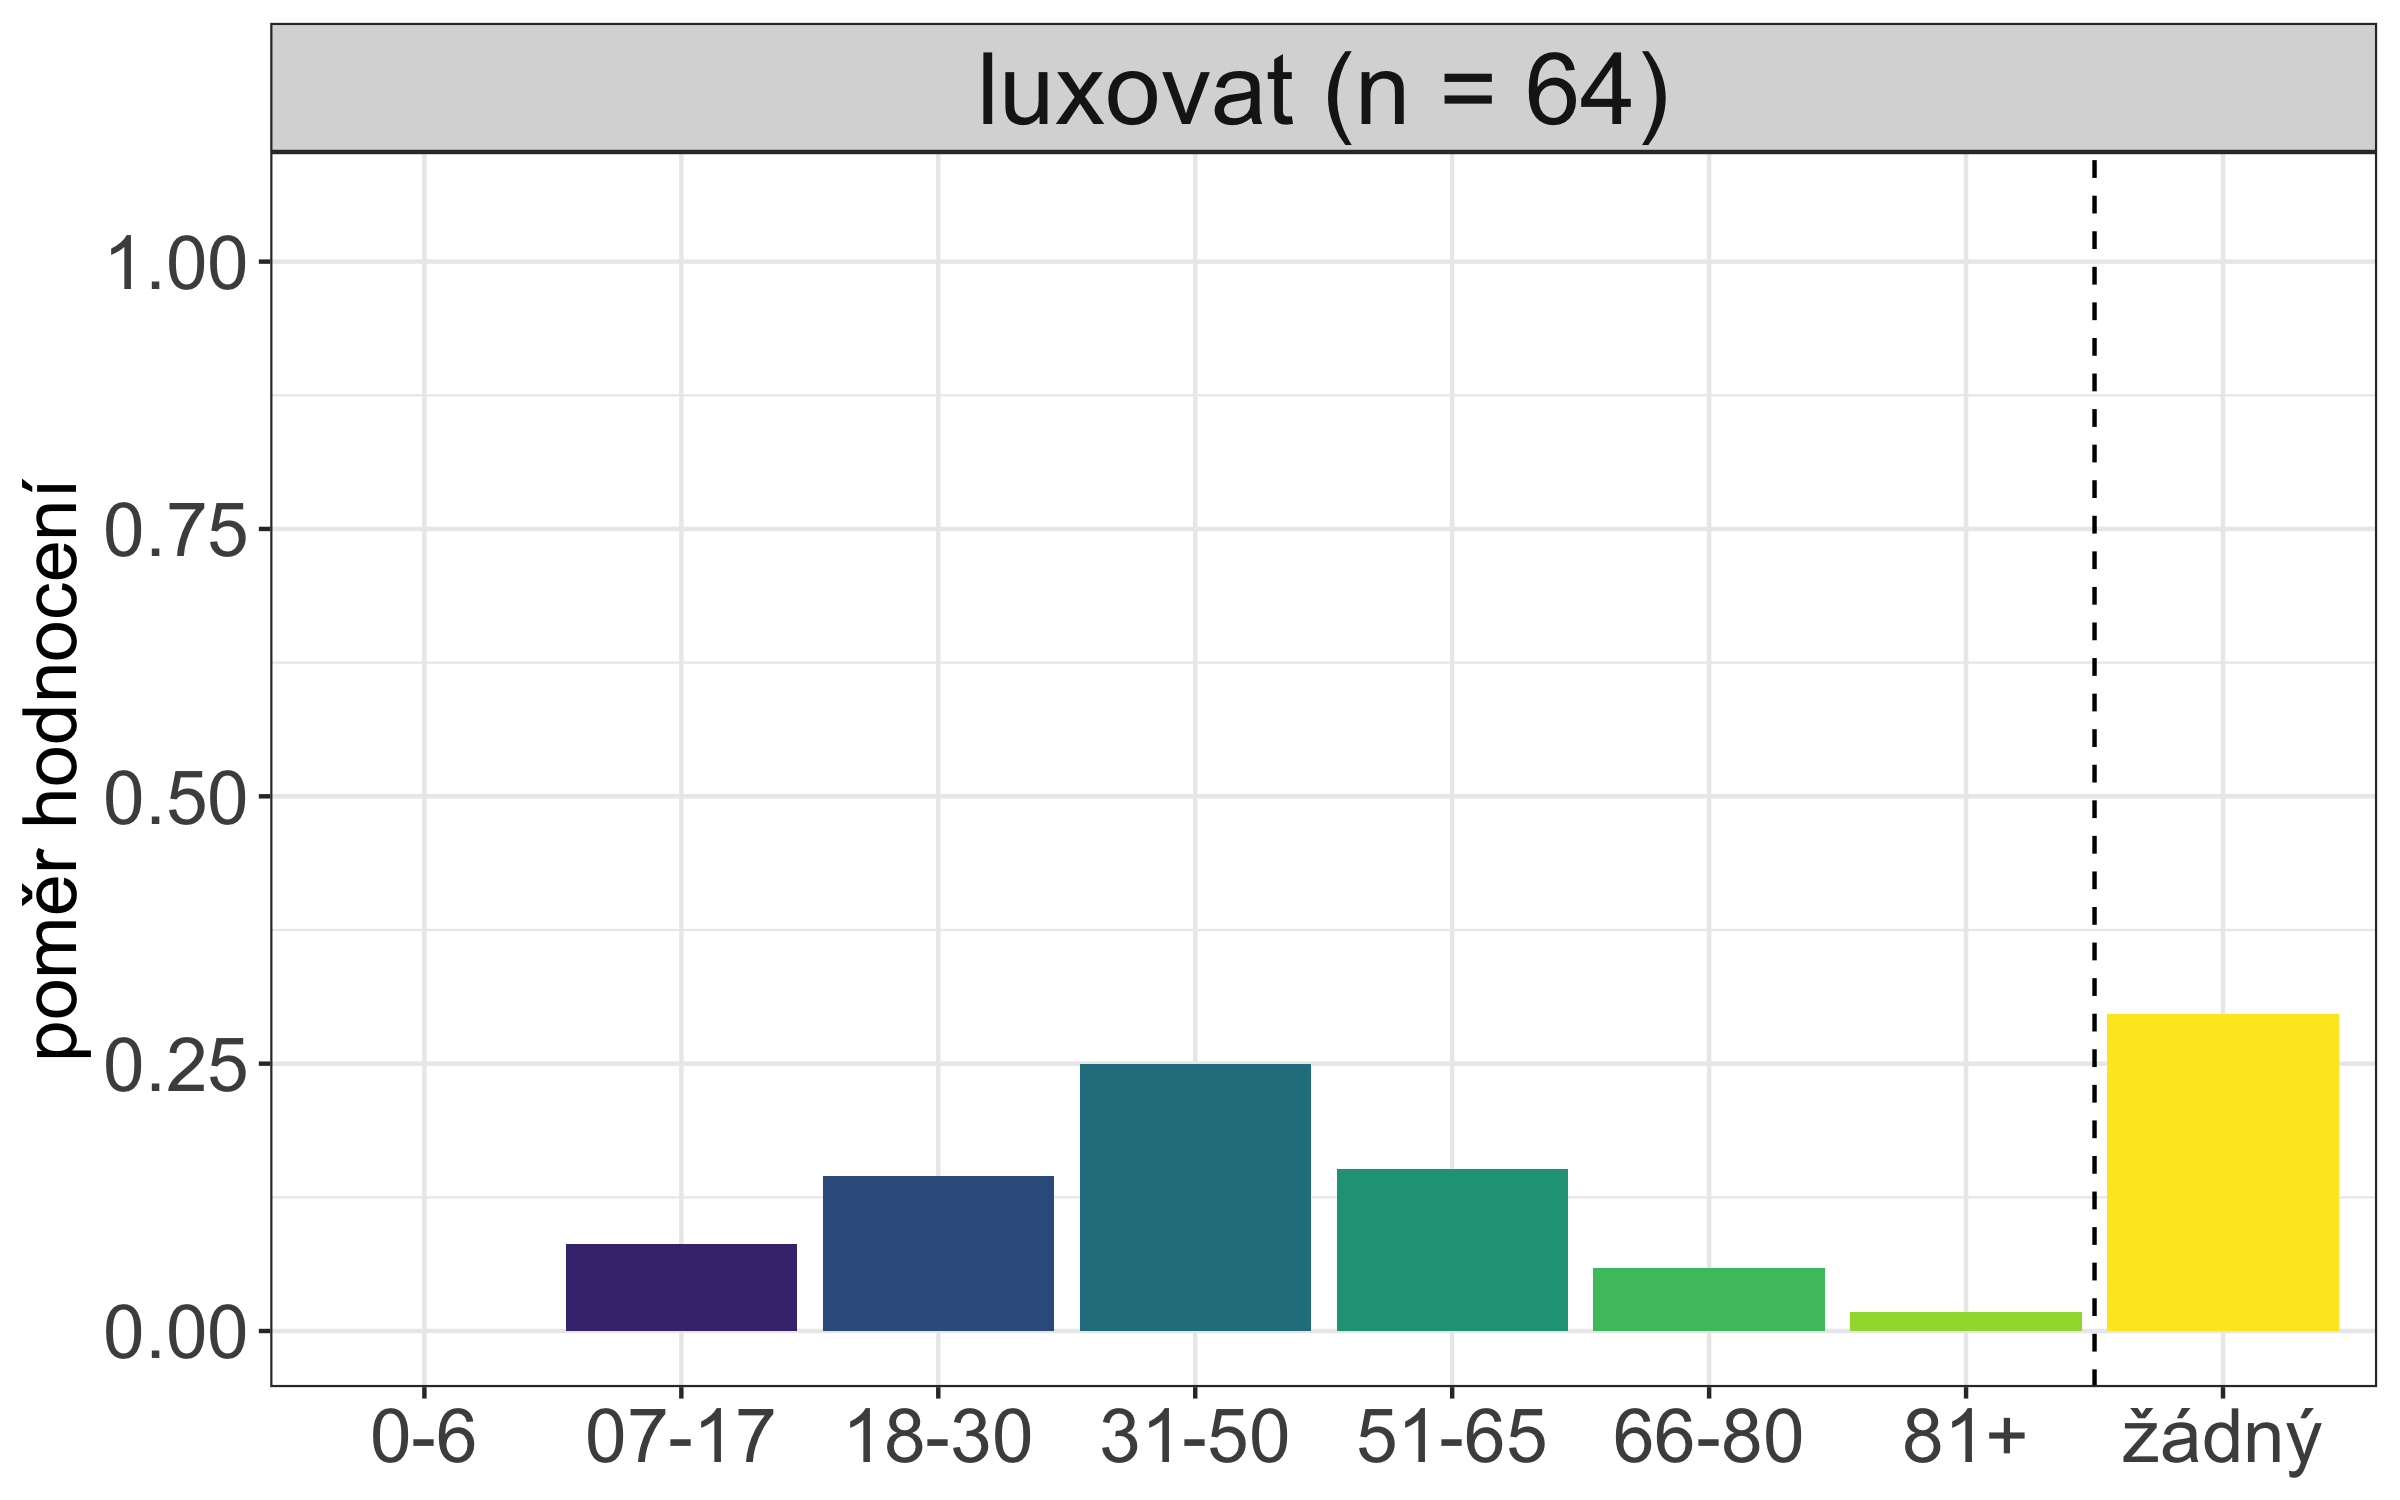 luxovat (n = 64)
poměr hodnocení
1.00
0.75
0.50
0.25
0.00
0-6 07-17 18-30 31-50 51-65 66-80 81+ žádný